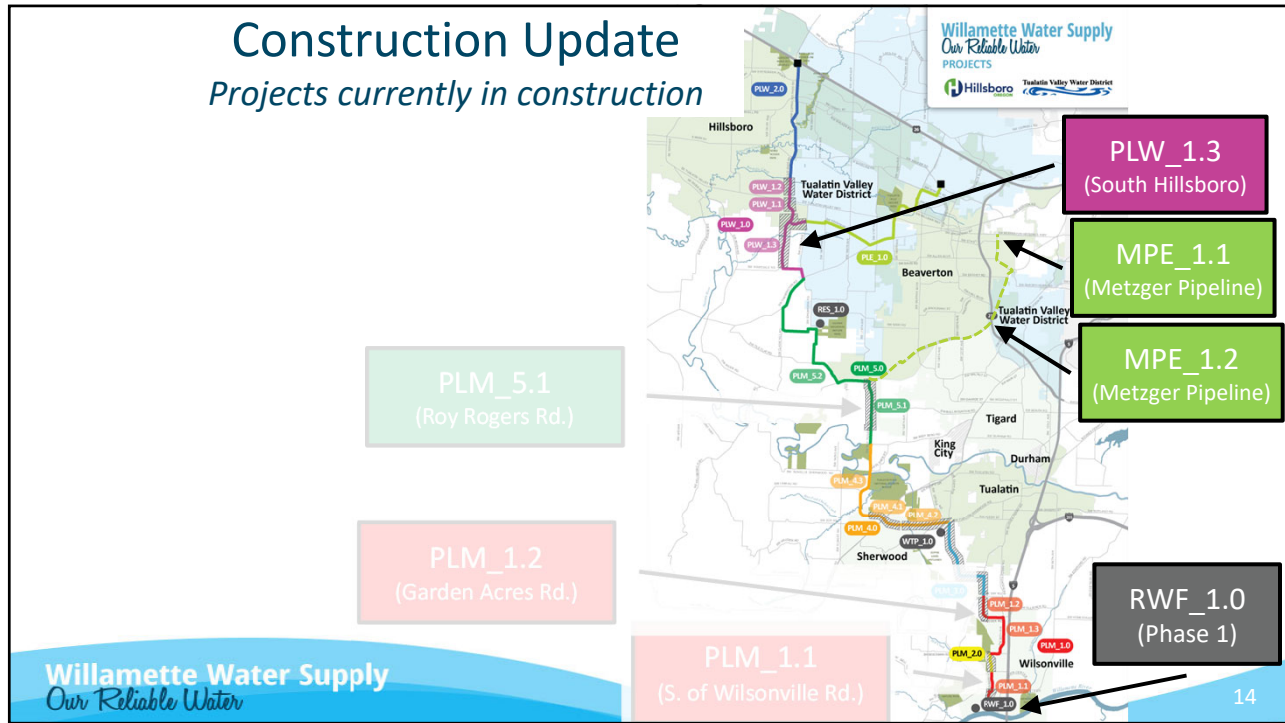 Construction Update
Projects currently in construction
Willamette Water Supply
Our Reliable Water
PROJECTS
Hillsboro
OREGON
Tualatin Valley Water District
PLW_2.0
Hillsboro
PLW_1.3
(South Hillsboro)
PLW_1.2
Tualatin Valley
Water District
PLW_1.1
PLW_1.0
PLW_1.3
PLE_1.0
Beaverton
MPE_1.1
(Metzger Pipeline)
RES_1.0
Tualatin Valley
Water District
MPE_1.2
(Metzger Pipeline)
PLM_5.1
(Roy Rogers Rd.)
PLM_5.0
PLM_5.2
PLM_5.1
Tigard
King
City
Durham
PLM_4.3
Tualatin
PLM_4.1
PLM_4.2
PLM_4.0
WTP_1.0
Sherwood
PLM_1.2
(Garden Acres Rd.)
PLM_3.0
PLM_1.2
PLM_1.3
PLM_1.0
PLM_2.0
Wilsonville
PLM_1.1
RWF_1.0
RWF_1.0
(Phase 1)
PLM_1.1
(S. of Wilsonville Rd.)
Willamette Water Supply
Our Reliable Water
14